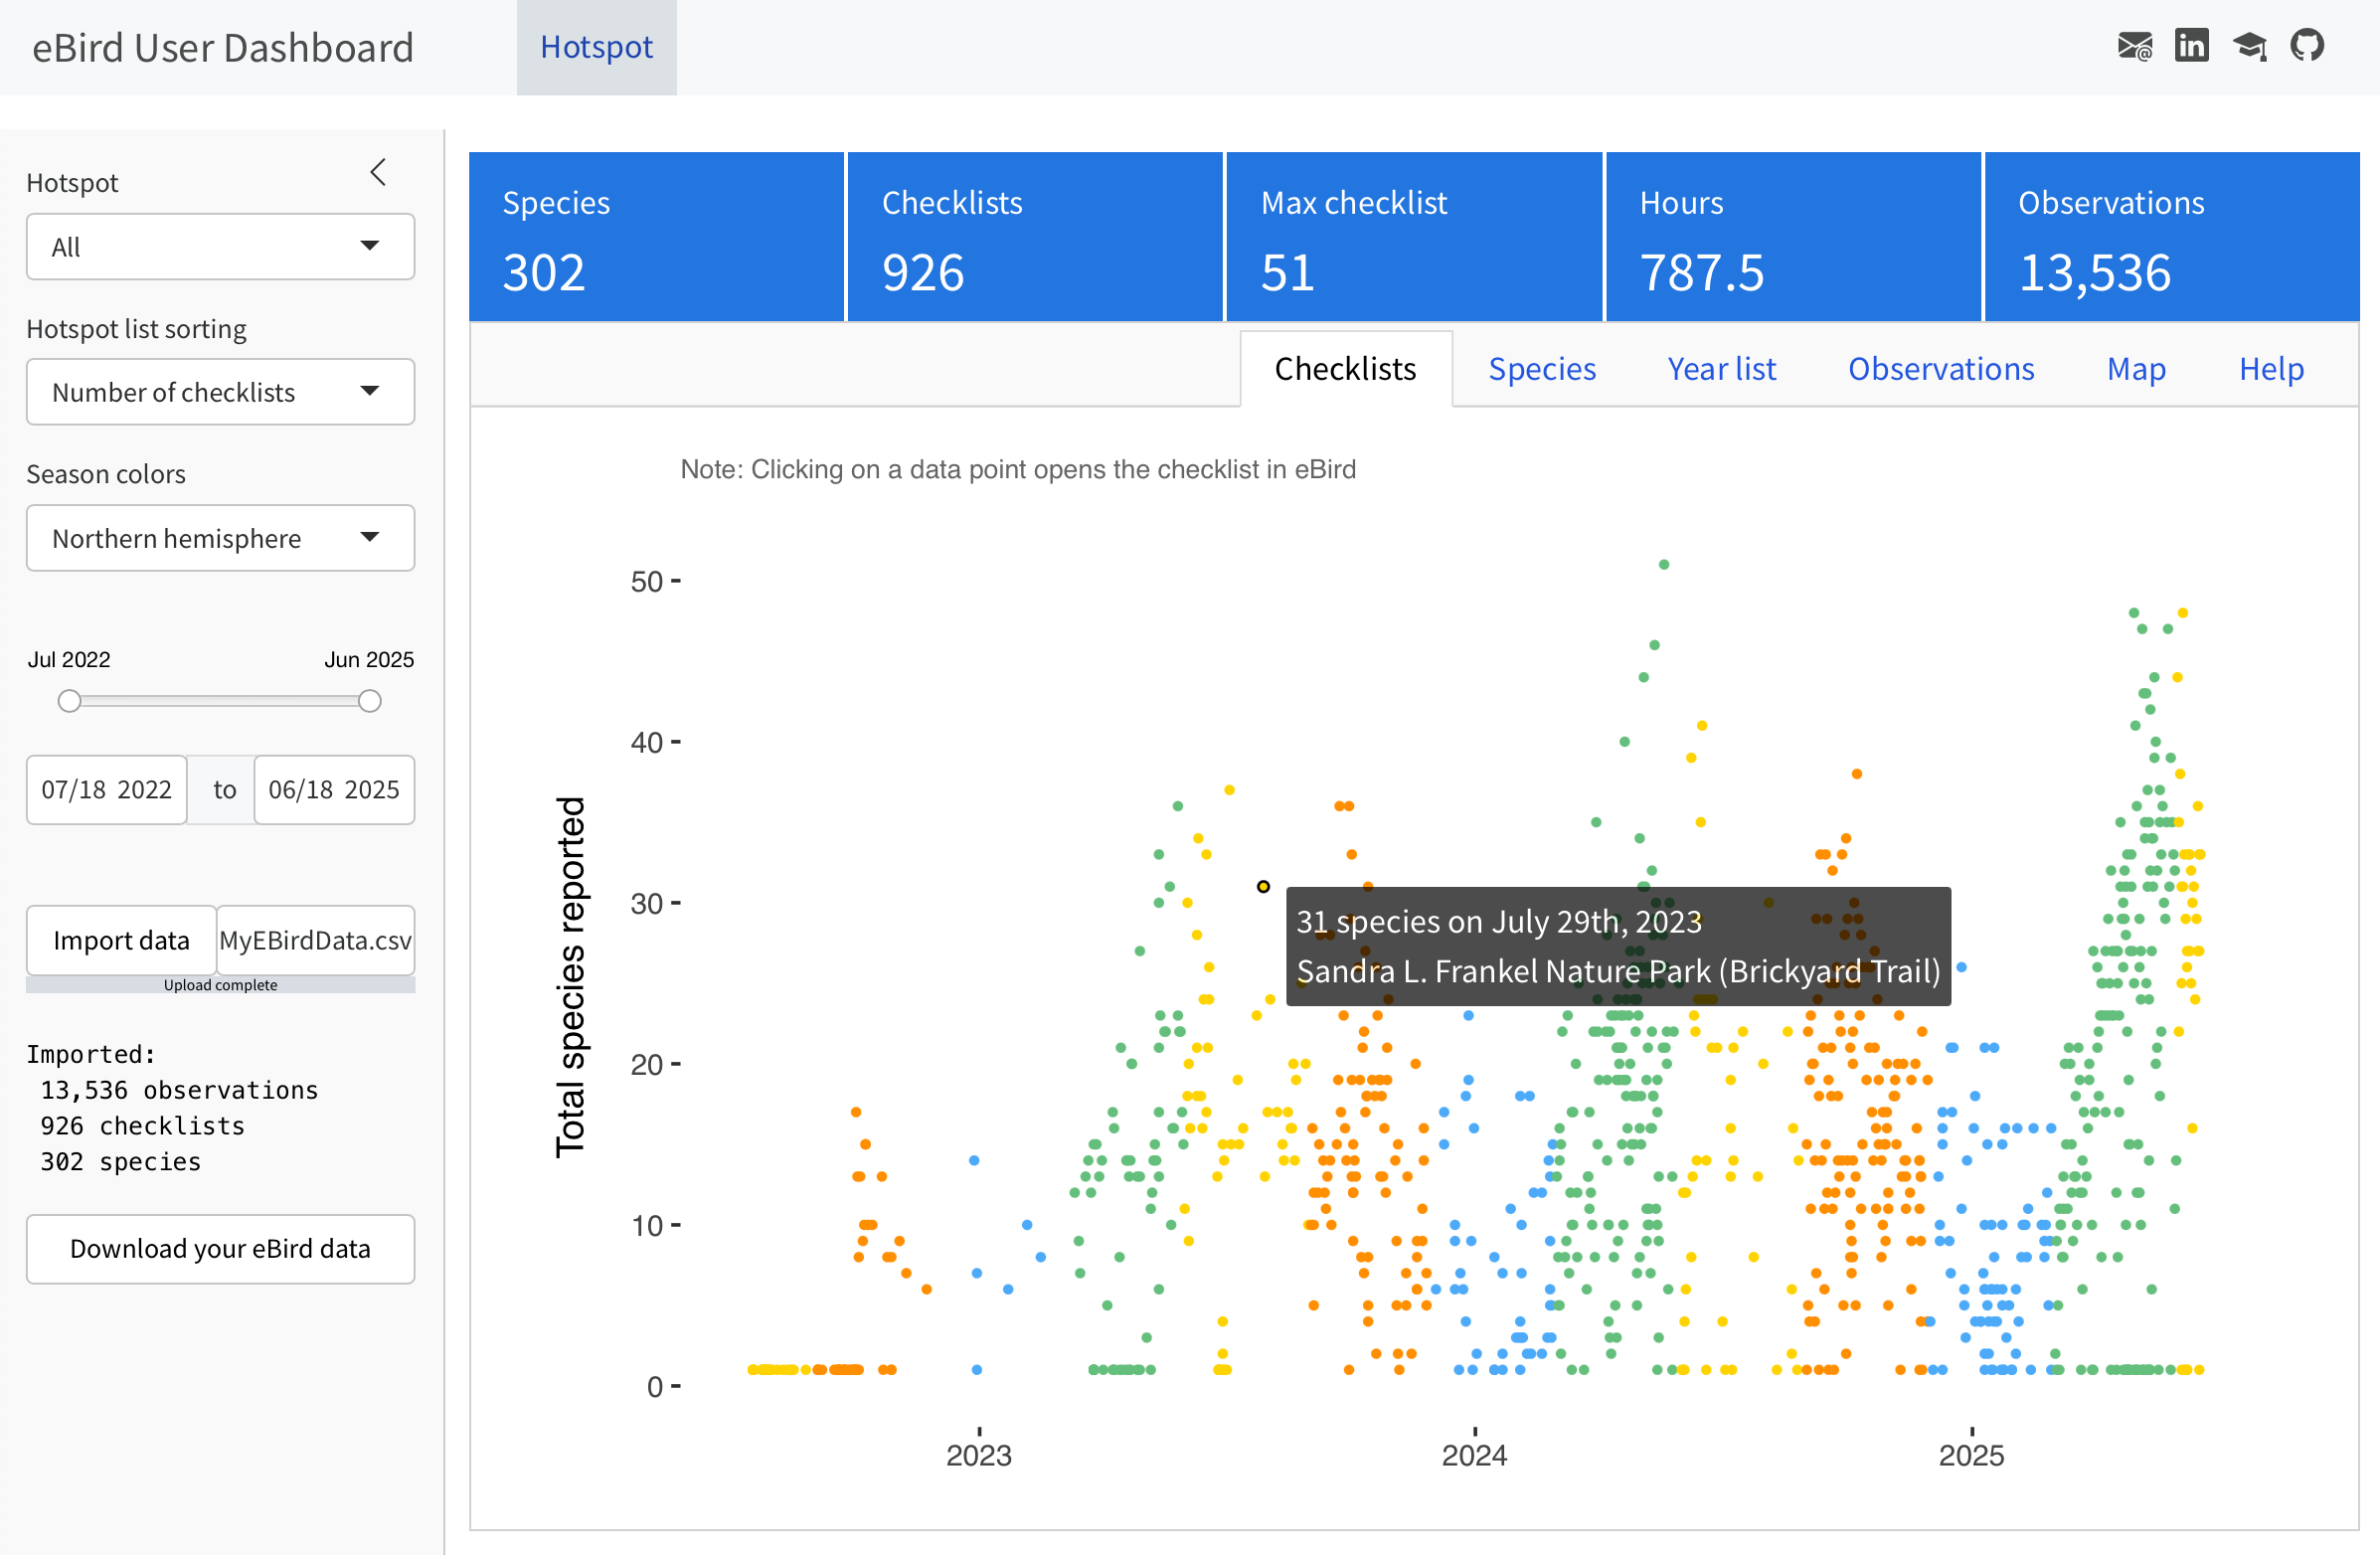 eBird User Dashboard
Hotspot
Hotspot
All
Hotspot list sorting
Number of checklists
Season colors
Northern hemisphere
Jul 2022 Jun 2025
07/18 2022 to 06/18 2025
Import data MyEBirdData.csv
Upload complete
Imported:
13,536 observations
926 checklists
302 species
Download your eBird data
Species
302
Checklists
926
Max checklist
51
Hours
787.5
Observations
13,536
Checklists Species Year list Observations Map Help
Note: Clicking on a data point opens the checklist in eBird
Total species reported
50
40
30
20
10
0
31 species on July 29th, 2023
Sandra L. Frankel Nature Park (Brickyard Trail)
2023 2024 2025